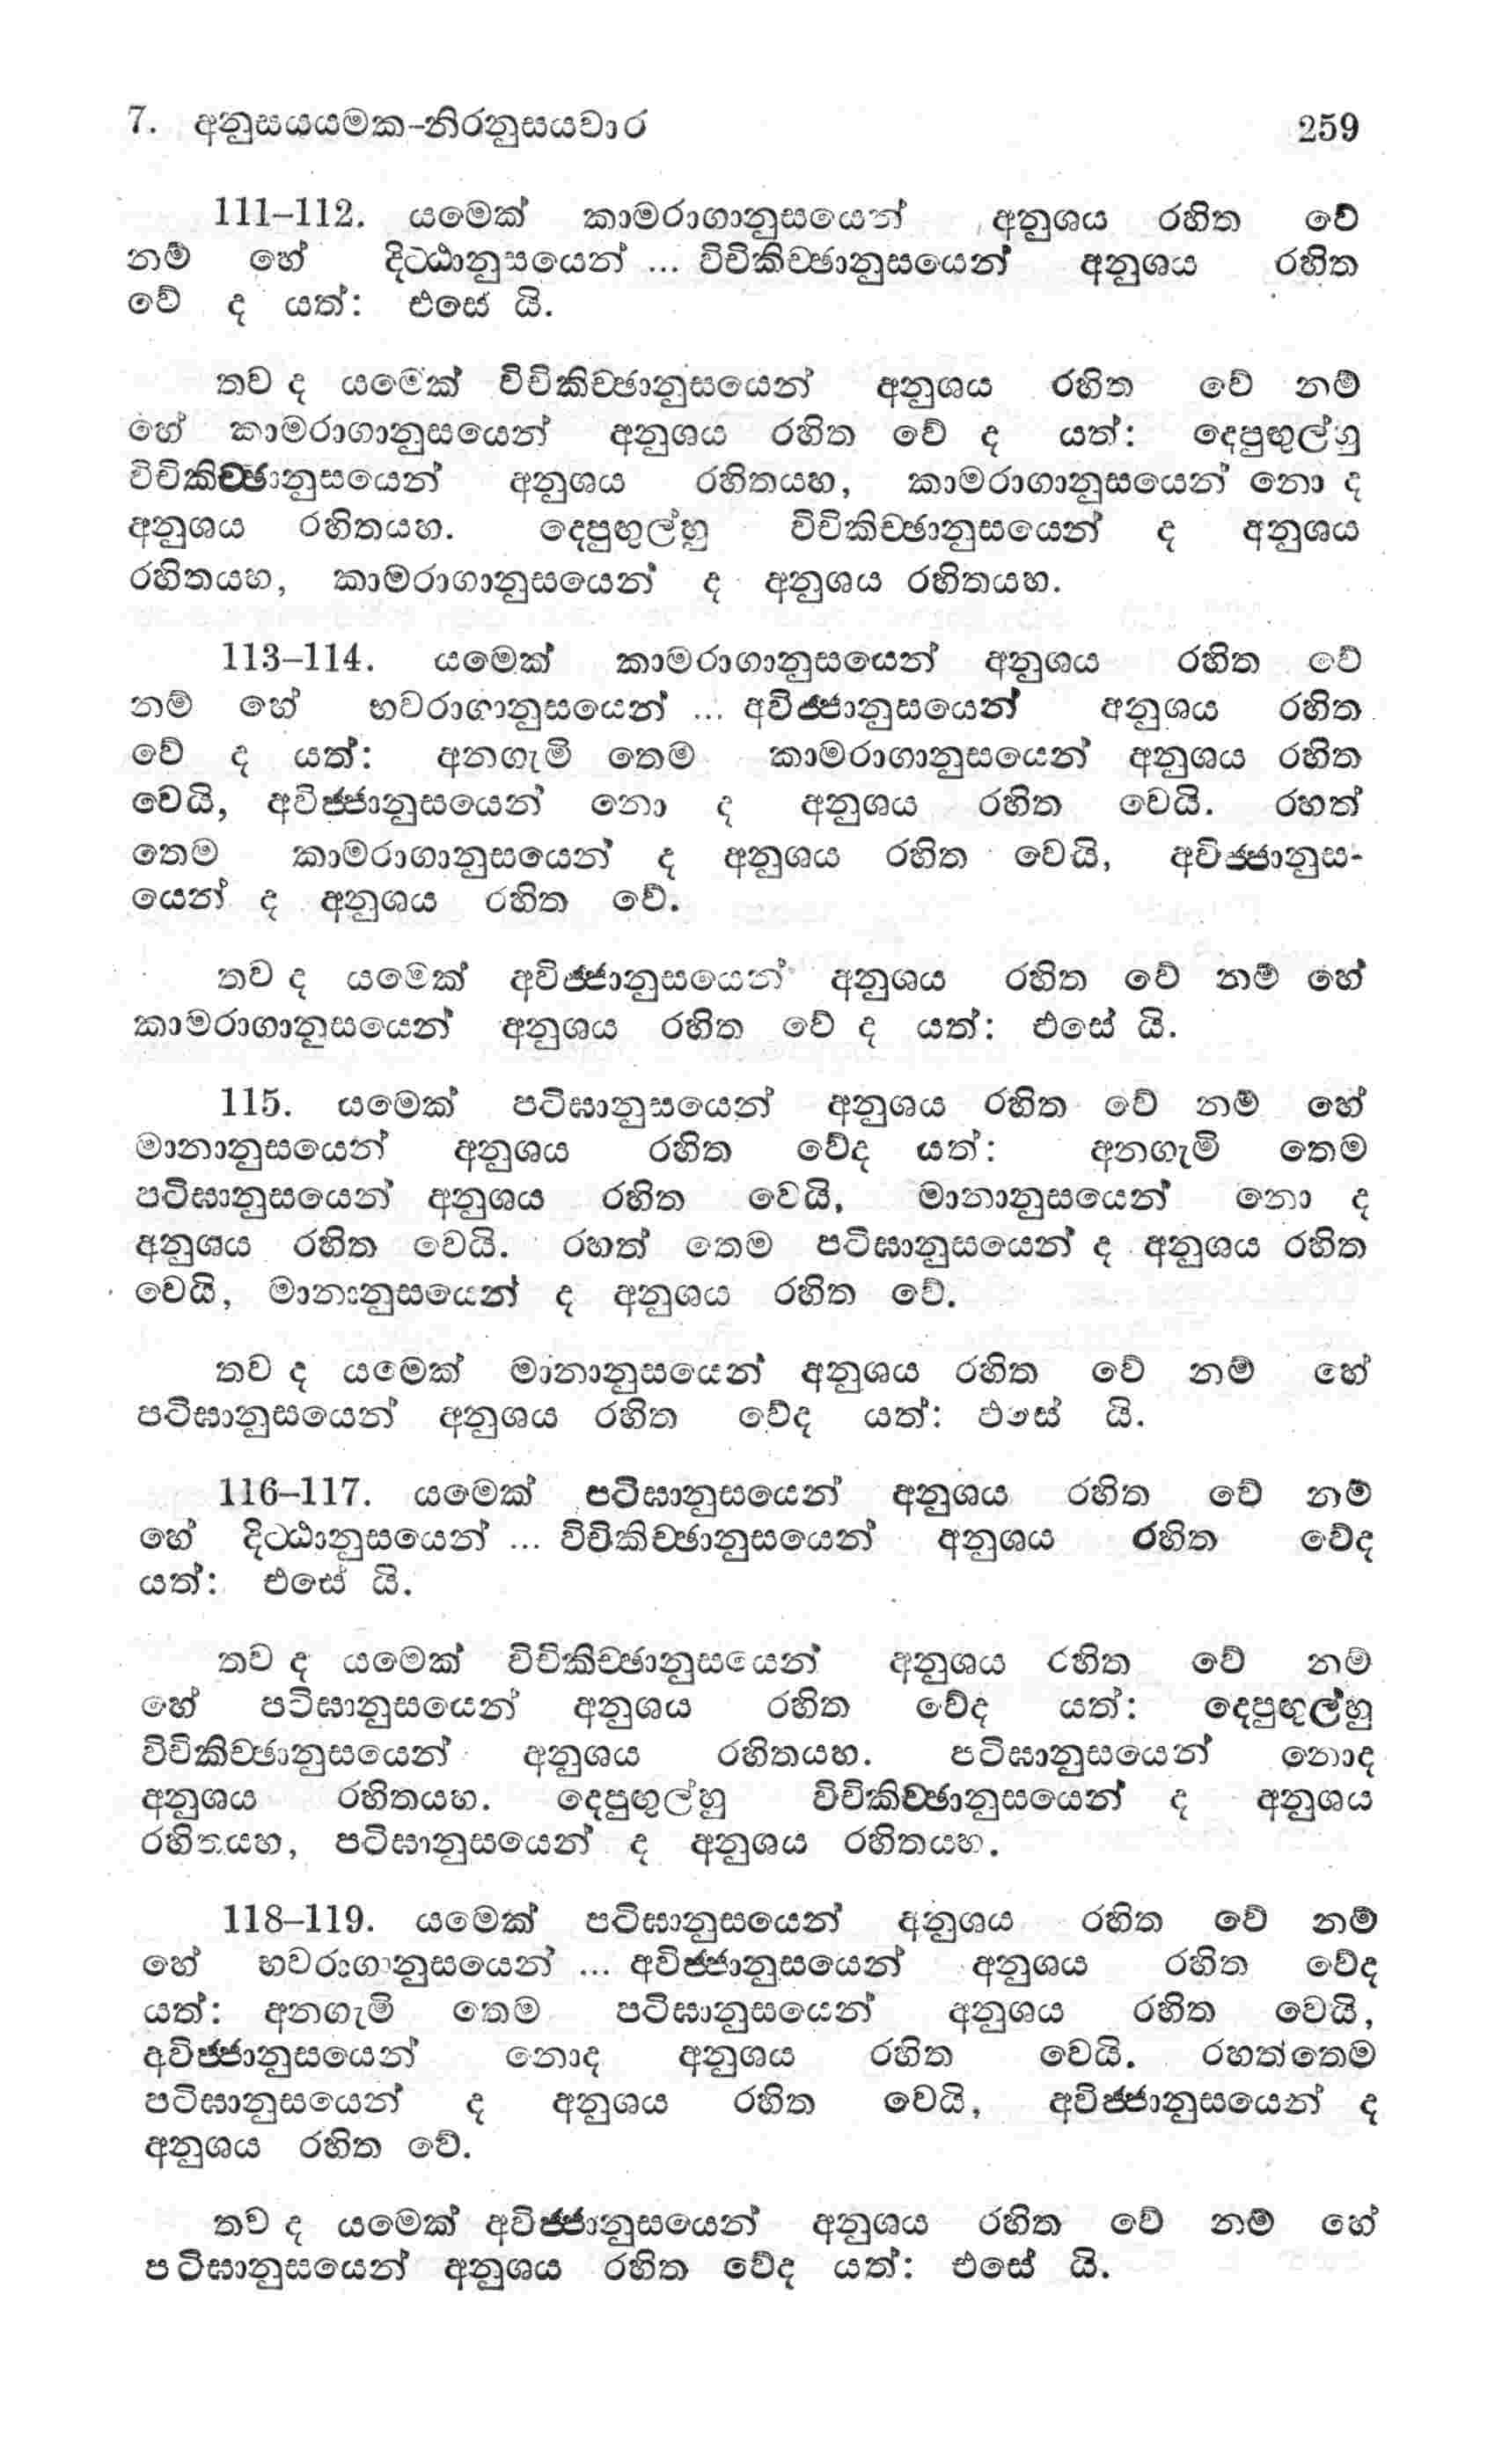 7. අනුසයයමක-නිරනුසයවාර 259
111–112. යමෙක් කාමරාගානුසයෙන් අනුශය රහිත වේ
නම් හේ දිට්ඨානුසයෙන් ... විචිකිච්ඡානුසයෙන් අනුශය රහිත
වේ ද යත්: එසේ යි.
තව ද යමෙක් විචිකිච්ඡානුසයෙන් අනුශය රහිත වේ නම්
හේ කාමරාගානුසයෙන් අනුශය රහිත වේ ද යත්: දෙපුඟුල්හු
විචිකිච්ඡානුසයෙන් අනුශය රහිතයහ, කාමරාගානුසයෙන් නො ද
අනුශය රහිතයහ. දෙපුඟුල්හු විචිකිච්ඡානුසයෙන් ද අනුශය
රහිතයහ, කාමරාගානුසයෙන් ද අනුශය රහිතයහ.
113–114. යමෙක් කාමරාගානුසයෙන් අනුශය රහිත වේ
නම් හේ භවරාගානුසයෙන් ... අවිජ්ජානුසයෙන් අනුශය රහිත
වේ ද යත්: අනගැමි තෙම කාමරාගානුසයෙන් අනුශය රහිත
වෙයි, අවිජ්ජානුසයෙන් නො ද අනුශය රහිත වෙයි. රහත්
තෙම කාමරාගානුසයෙන් ද අනුශය රහිත වෙයි, අවිජ්ජානුස-
යෙන් ද අනුශය රහිත වේ.
තව ද යමෙක් අවිජ්ජානුසයෙන් අනුශය රහිත වේ නම් හේ
කාමරාගානුසයෙන් අනුශය රහිත වේ ද යත්: එසේ යි.
115. යමෙක් පටිඝානුසයෙන් අනුශය රහිත වේ නම් හේ
මානානුසයෙන් අනුශය රහිත වේද යත්: අනගැමි තෙම
පටිඝානුසයෙන් අනුශය රහිත වෙයි, මානානුසයෙන් නො ද
අනුශය රහිත වෙයි. රහත් තෙම පටිඝානුසයෙන් ද අනුශය රහිත
වෙයි, මානානුසයෙන් ද අනුශය රහිත වේ.
තව ද යමෙක් මානානුසයෙන් අනුශය රහිත වේ නම් හේ
පටිඝානුසයෙන් අනුශය රහිත වේද යත්: එසේ යි.
116–117. යමෙක් පටිඝානුසයෙන් අනුශය රහිත වේ නම්
හේ දිට්ඨානුසයෙන් ... විචිකිච්ඡානුසයෙන් අනුශය රහිත වේද
යත්: එසේ යි.
තව ද යමෙක් විචිකිච්ඡානුසයෙන් අනුශය රහිත වේ නම්
හේ පටිඝානුසයෙන් අනුශය රහිත වේද යත්: දෙපුඟුල්හු
විචිකිච්ඡානුසයෙන් අනුශය රහිතයහ. පටිඝානුසයෙන් නොද
අනුශය රහිතයහ. දෙපුඟුල්හු විචිකිච්ඡානුසයෙන් ද අනුශය
රහිතයහ, පටිඝානුසයෙන් ද අනුශය රහිතයහ.
118–119. යමෙක් පටිඝානුසයෙන් අනුශය රහිත වේ නම්
හේ භවරාගානුසයෙන් ... අවිජ්ජානුසයෙන් අනුශය රහිත වේද
යත්: අනගැමි තෙම පටිඝානුසයෙන් අනුශය රහිත වෙයි,
අවිජ්ජානුසයෙන් නොද අනුශය රහිත වෙයි. රහත්තෙම
පටිඝානුසයෙන් ද අනුශය රහිත වෙයි, අවිජ්ජානුසයෙන් ද
අනුශය රහිත වේ.
තව ද යමෙක් අවිජ්ජානුසයෙන් අනුශය රහිත වේ නම් හේ
පටිඝානුසයෙන් අනුශය රහිත වේද යත්: එසේ යි.